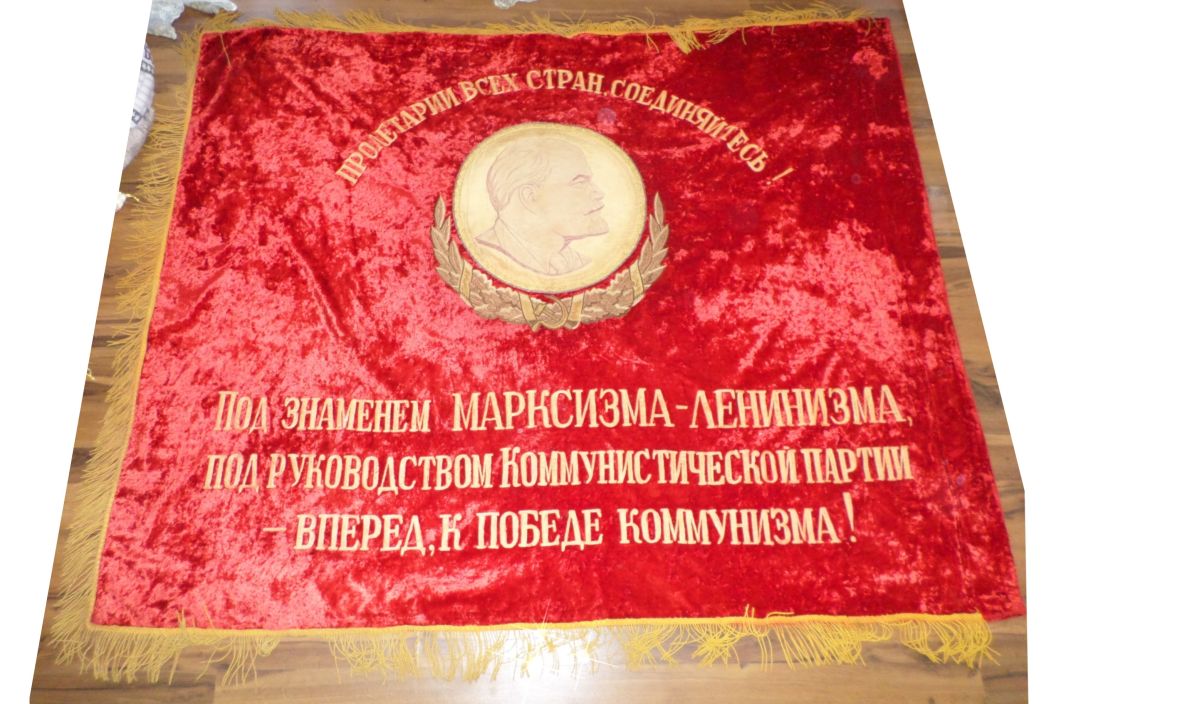 ПРОЛЕТАРИИ ВСЕХ СТРАН, СОЕДИНЯЙТЕСЬ!
ПОД ЗНАМЕНЕМ МАРКСИЗМА-ЛЕНИНИЗМА,
ПОД РУКОВОДСТВОМ КОММУНИСТИЧЕСКОЙ ПАРТИИ
– ВПЕРЕД, К ПОБЕДЕ КОММУНИЗМА!